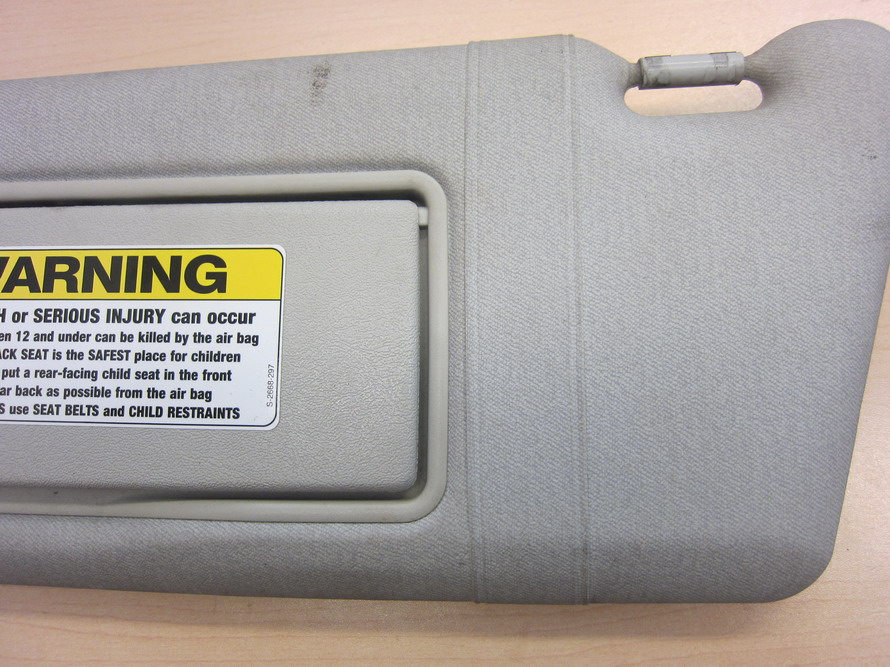 WARNING
H or SERIOUS INJURY can occur
en 12 and under can be killed by the air bag
ACK SEAT is the SAFEST place for children
put a rear-facing child seat in the front
ar back as possible from the air bag
S use SEAT BELTS and CHILD RESTRAINTS
S-2668-297